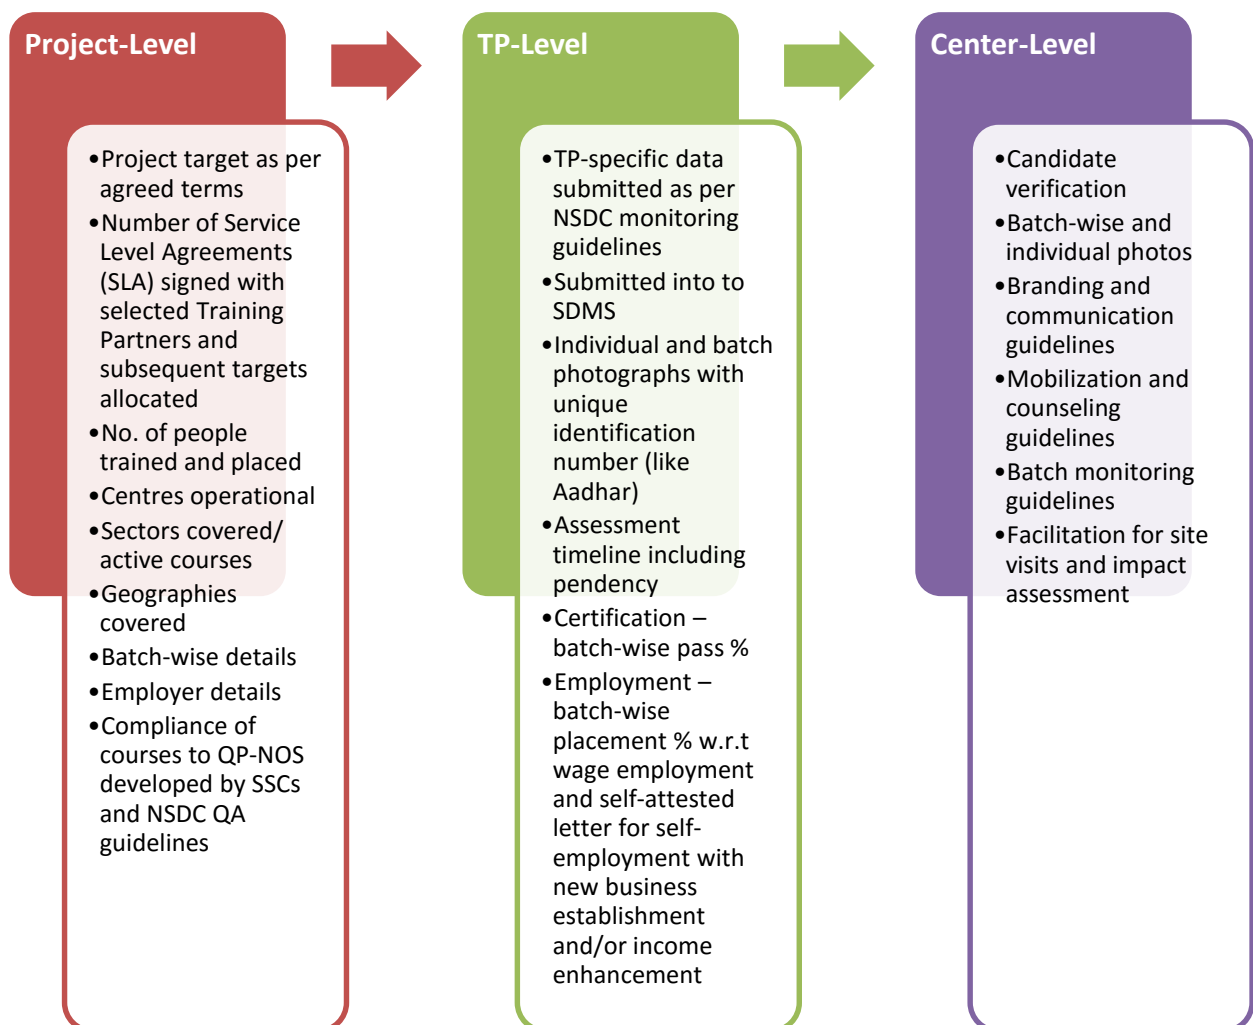 Project-Level
•Project target as per
agreed terms
•Number of Service
Level Agreements
(SLA) signed with
selected Training
Partners and
subsequent targets
allocated
•No. of people
trained and placed
•Centres operational
•Sectors covered/
active courses
•Geographies
covered
•Batch-wise details
•Employer details
•Compliance of
courses to QP-NOS
developed by SSCs
and NSDC QA
guidelines
TP-Level
•TP-specific data
submitted as per
NSDC monitoring
guidelines
•Submitted into to
SDMS
•Individual and batch
photographs with
unique
identification
number (like
Aadhar)
•Assessment
timeline including
pendency
•Certification –
batch-wise pass %
•Employment –
batch-wise
placement % w.r.t
wage employment
and self-attested
letter for self-
employment with
new business
establishment
and/or income
enhancement
Center-Level
•Candidate
verification
•Batch-wise and
individual photos
•Branding and
communication
guidelines
•Mobilization and
counseling
guidelines
•Batch monitoring
guidelines
•Facilitation for site
visits and impact
assessment